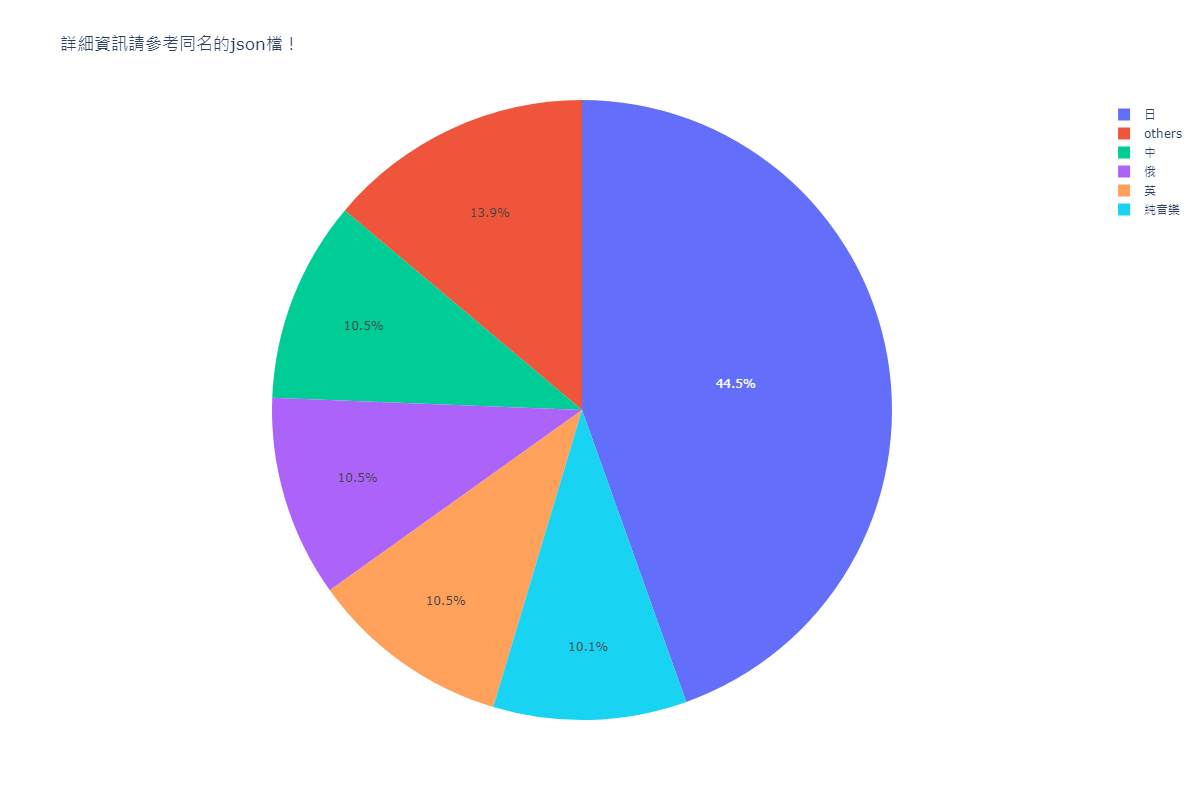 詳細資訊請參考同名的json檔！
日
others
中
俄
英
純音樂
13.9%
10.5%
44.5%
10.5%
10.5%
10.1%